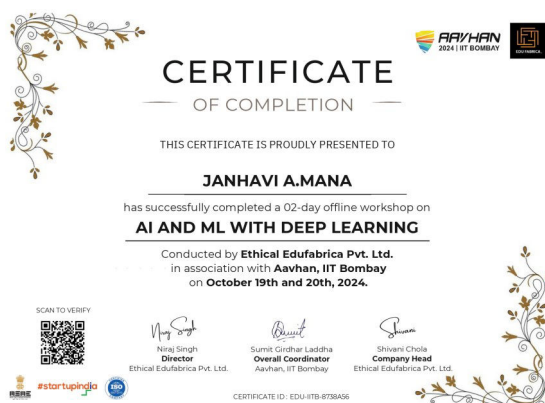 AAVHAN
2024 | IIT BOMBAY
EDU FABRICA.
CERTIFICATE
OF COMPLETION
THIS CERTIFICATE IS PROUDLY PRESENTED TO
JANHAVI A.MANA
has successfully completed a 02-day offline workshop on
AI AND ML WITH DEEP LEARNING
Conducted by Ethical Edufabrica Pvt. Ltd.
in association with Aavhan, IIT Bombay
on October 19th and 20th, 2024.
SCAN TO VERIFY
Niraj Singh
Shivani
Niraj Singh
Director
Ethical Edufabrica Pvt. Ltd.
Sumit Girdhar Laddha
Overall Coordinator
Aavhan, IIT Bombay
Shivani Chola
Company Head
Ethical Edufabrica Pvt. Ltd.
#startupindia
ISO
CERTIFICATE ID : EDU-IITB-8738A56